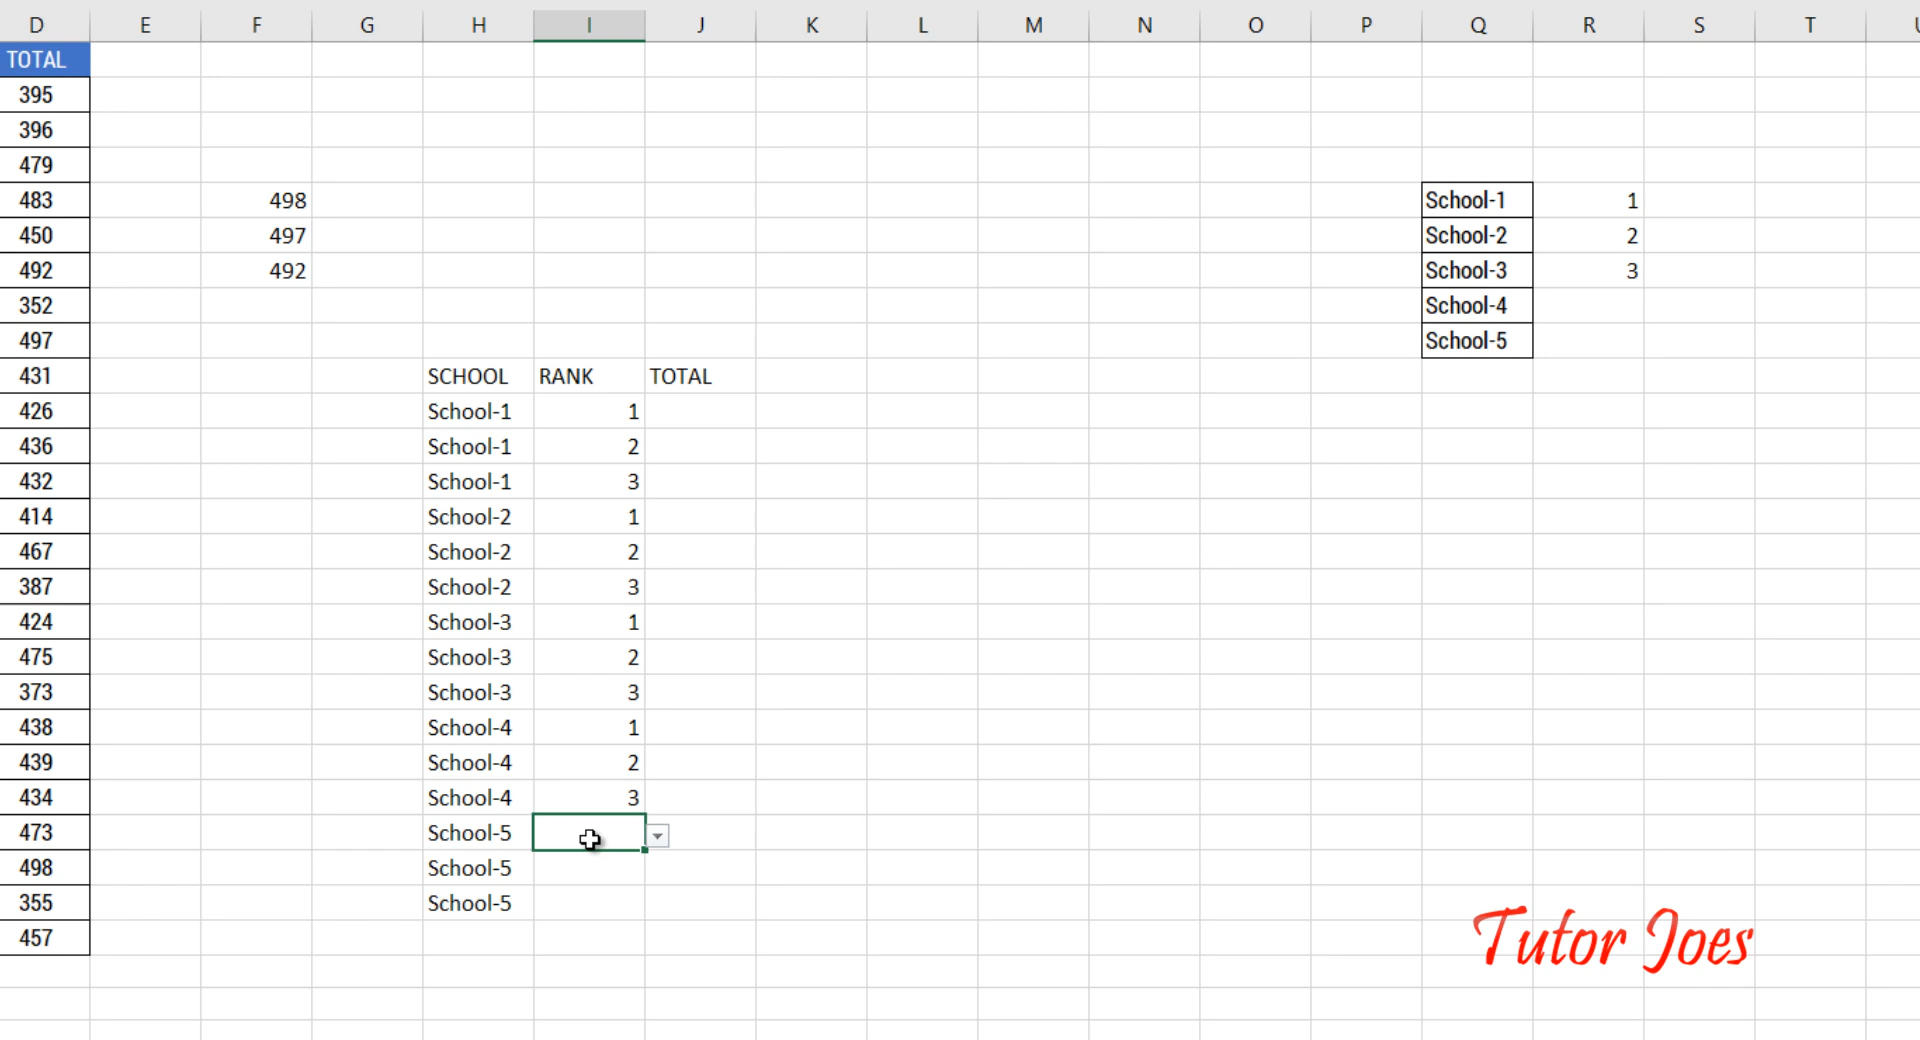 D E F G H I J K L M N O P Q R S T
TOTAL
395
396
479
483 498 School-1 1
450 497 School-2 2
492 492 School-3 3
352 School-4
497 School-5
431 SCHOOL RANK TOTAL
426 School-1 1
436 School-1 2
432 School-1 3
414 School-2 1
467 School-2 2
387 School-2 3
424 School-3 1
475 School-3 2
373 School-3 3
438 School-4 1
439 School-4 2
434 School-4 3
473 School-5
498 School-5
355 School-5
457
Tutor Joes